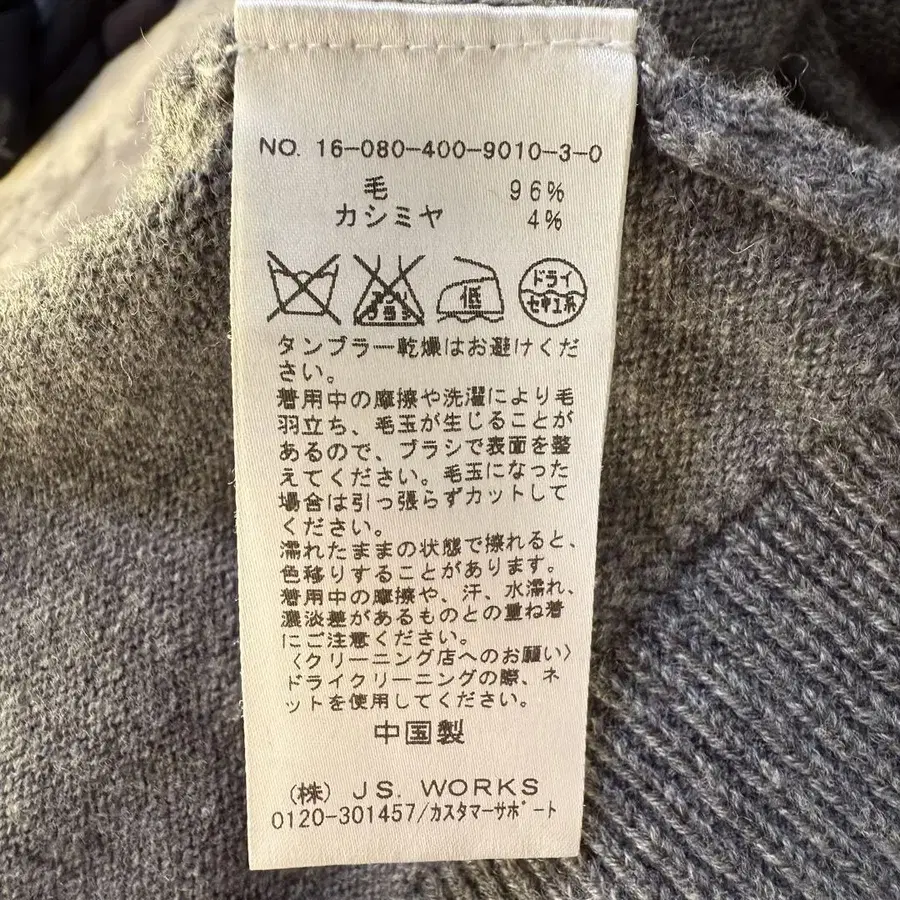 NO. 16-080-400-9010-3-0
毛 96%
カシミヤ 4%
エンソ
サラシ
低
ドライ
セキユ系
タンブラー乾燥はお避けくだ
さい。
着用中の摩擦や洗濯により毛
羽立ち、毛玉が生じることが
あるので、ブラシで表面を整
えてください。毛玉になった
場合は引っ張らずカットして
ください。
濡れたままの状態で擦れると、
色移りすることがあります。
着用中の摩擦や、汗、水濡れ、
濃淡差があるものとの重ね着
にご注意ください。
〈クリーニング店へのお願い〉
ドライクリーニングの際、ネ
ットを使用してください。
中国製
(株) JS. WORKS
0120-301457/カスタマーサポート